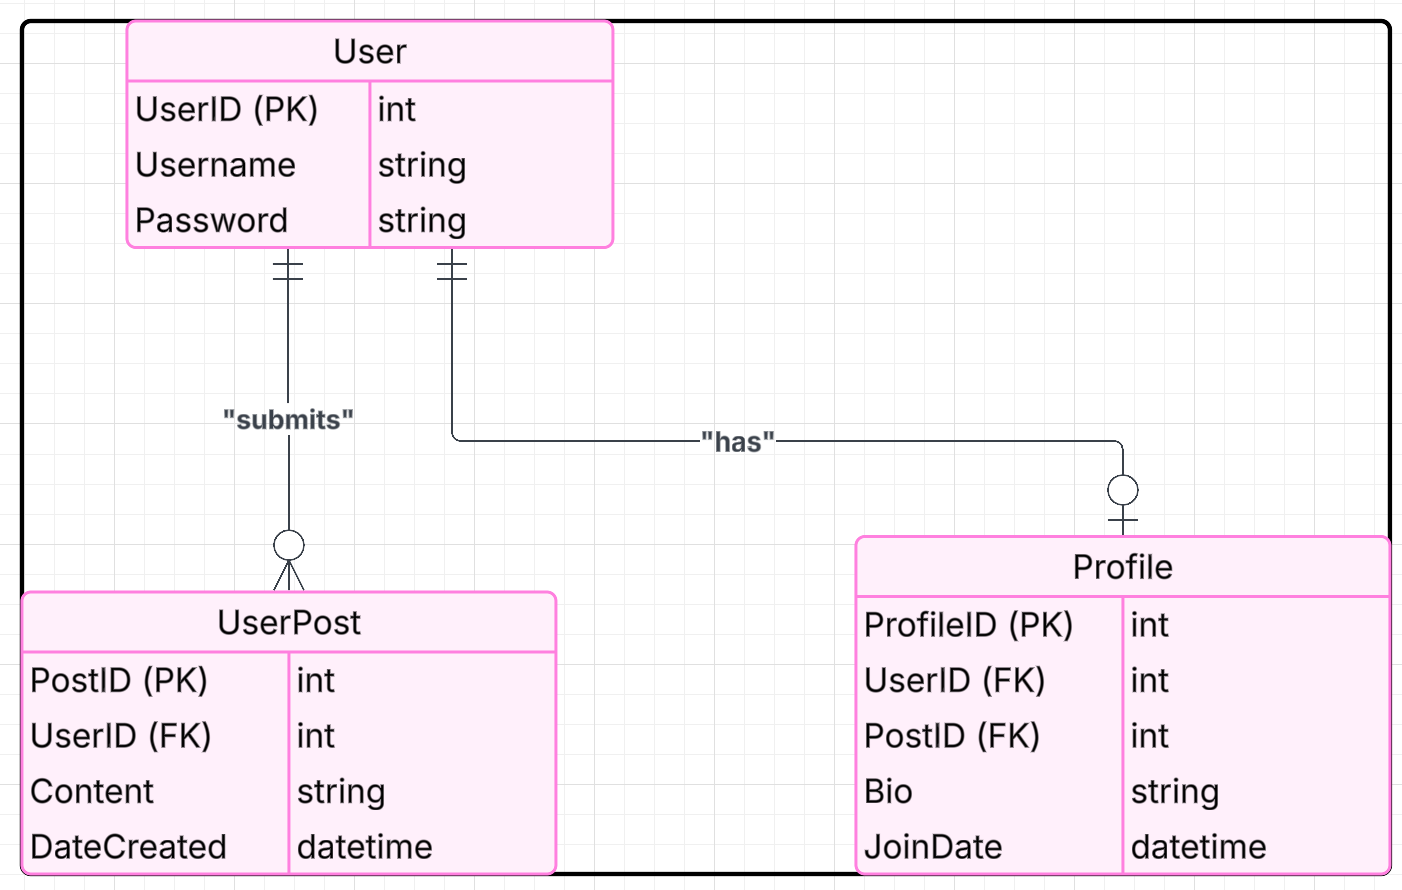 User
UserID (PK) int
Username string
Password string
"submits"
"has"
UserPost
PostID (PK) int
UserID (FK) int
Content string
DateCreated datetime
Profile
ProfileID (PK) int
UserID (FK) int
PostID (FK) int
Bio string
JoinDate datetime